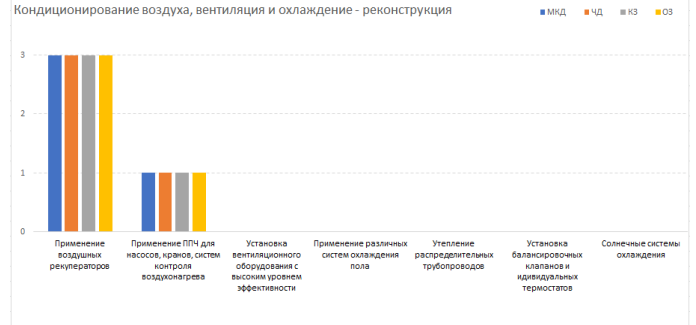 Кондиционирование воздуха, вентиляция и охлаждение - реконструкция
МКД ЧД КЗ ОЗ
3
2
1
0
Применение
воздушных
рекуператоров
Применение ППЧ для
насосов, кранов, систем
контроля
воздухонагрева
Установка
вентиляционного
оборудования с
высоким уровнем
эффективности
Применение различных
систем охлаждения
пола
Утепление
распределительных
трубопроводов
Установка
балансировочных
клапанов и
идивидуальных
термостатов
Солнечные системы
охлаждения